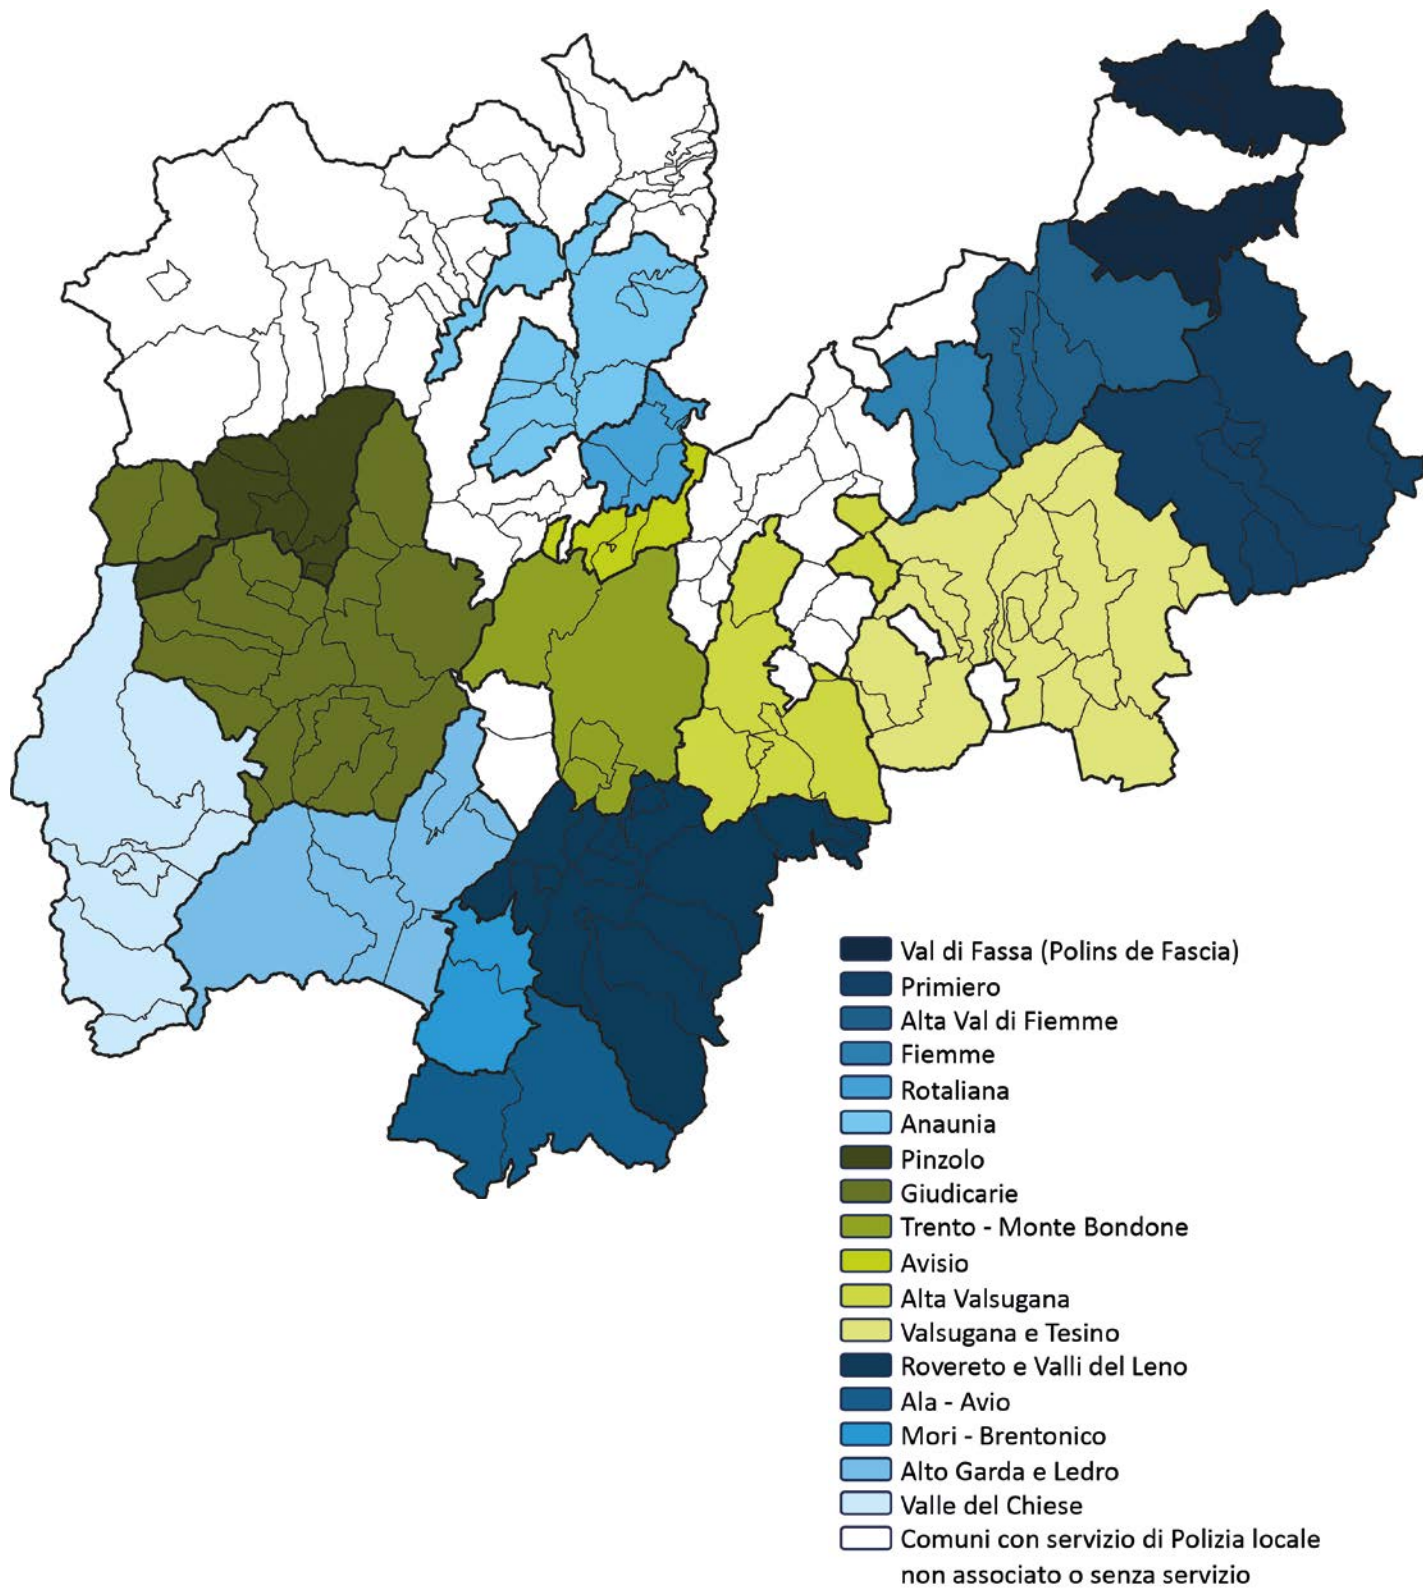 Val di Fassa (Polins de Fascia)
Primiero
Alta Val di Fiemme
Fiemme
Rotaliana
Anaunia
Pinzolo
Giudicarie
Trento - Monte Bondone
Avisio
Alta Valsugana
Valsugana e Tesino
Rovereto e Valli del Leno
Ala - Avio
Mori - Brentonico
Alto Garda e Ledro
Valle del Chiese
Comuni con servizio di Polizia locale
non associato o senza servizio